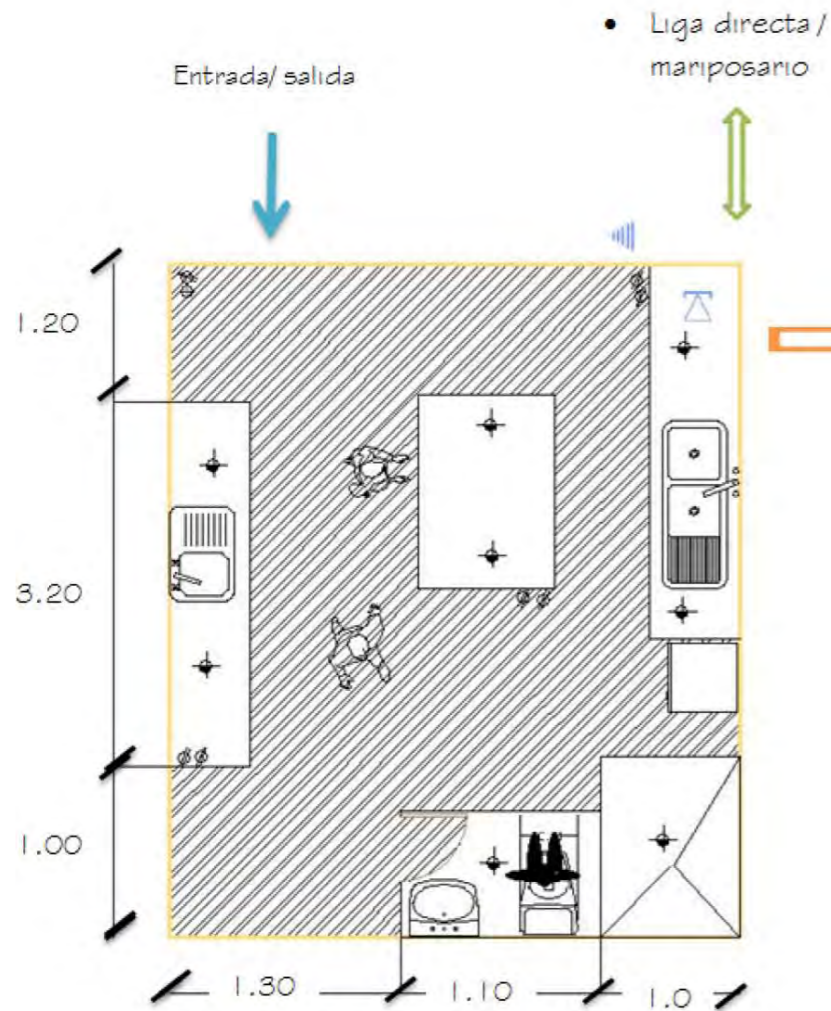 • Liga directa /
mariposario
Entrada/ salida
1.20
3.20
1.00
1.30
1.10
1.0